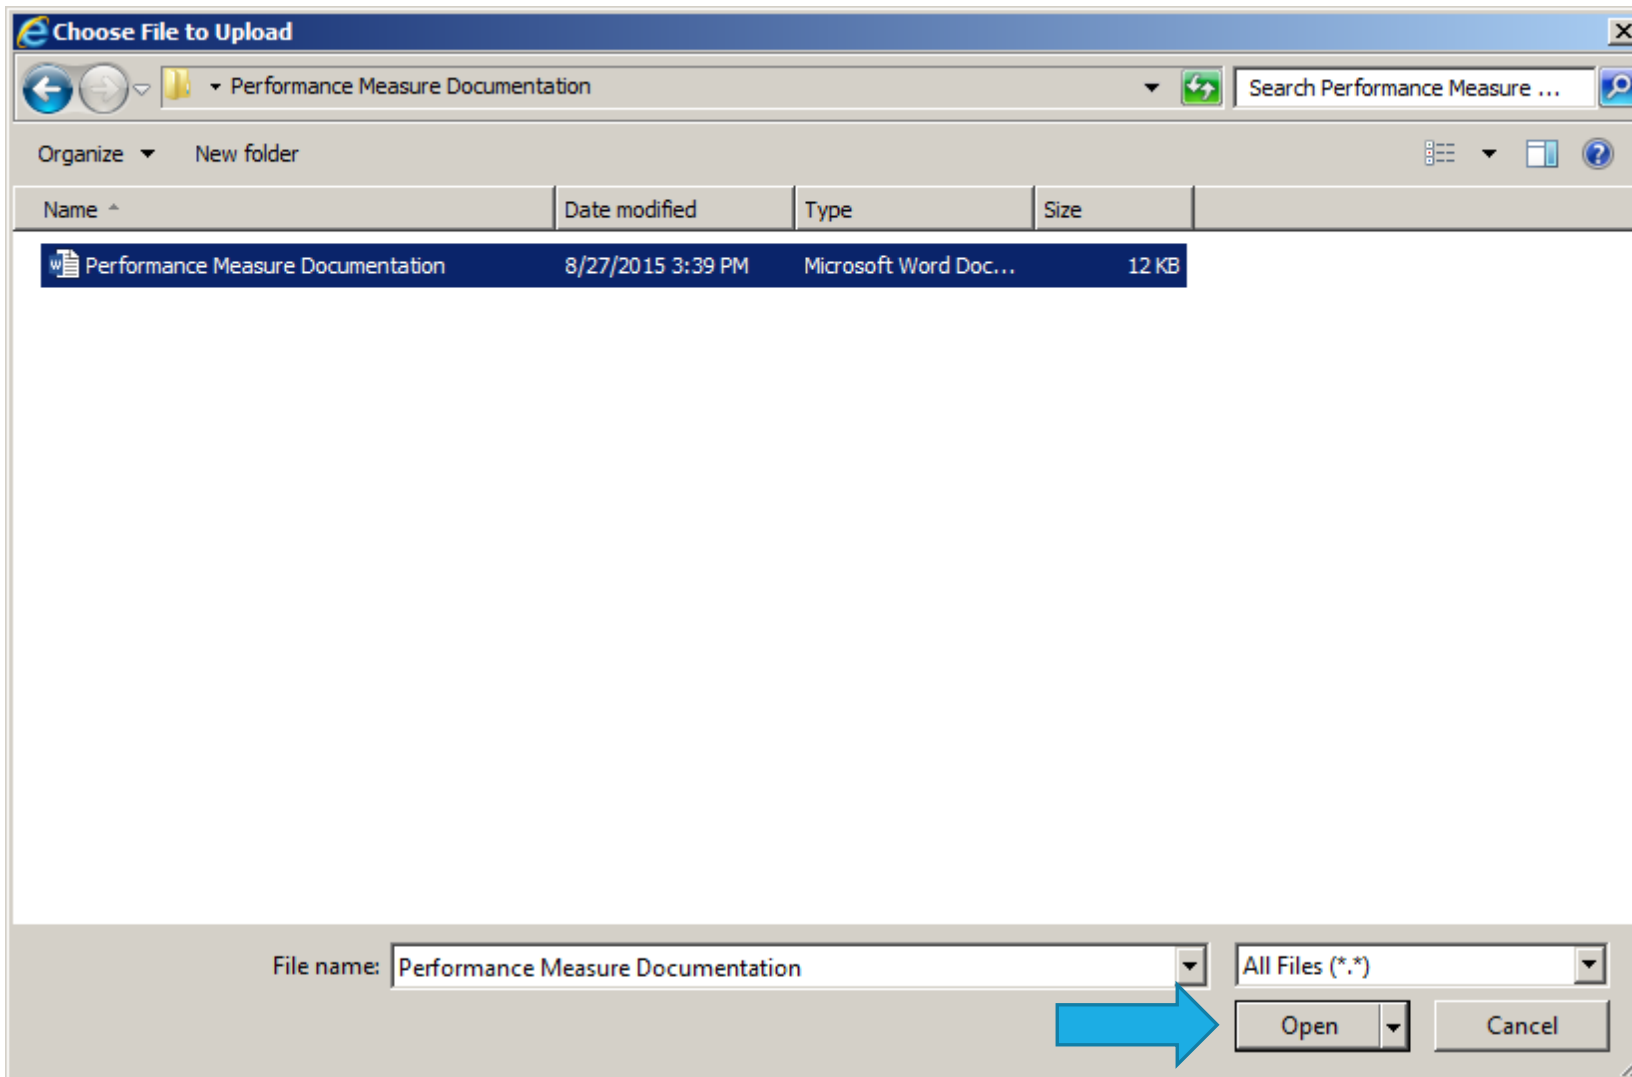 Choose File to Upload
Performance Measure Documentation
Search Performance Measure ...
Organize
New folder
Name
Date modified
Type
Size
Performance Measure Documentation 8/27/2015 3:39 PM Microsoft Word Doc... 12 KB
File name: Performance Measure Documentation
All Files (*.*)
Open
Cancel